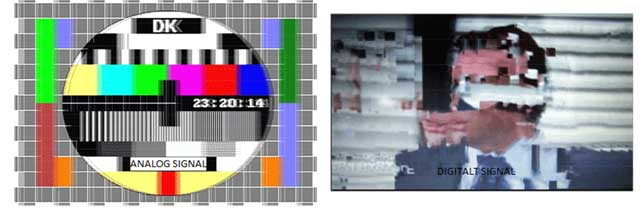 DK
23:20:14
ANALOG SIGNAL
DIGITALT SIGNAL